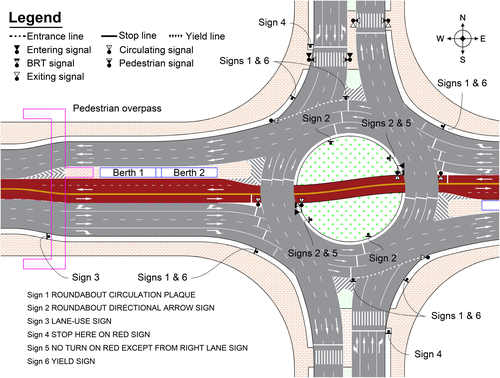 Legend
Entrance line
Stop line
Yield line
Entering signal
Circulating signal
BRT signal
Pedestrian signal
Exiting signal
Sign 4
N
W
E
S
Signs 1 & 6
Signs 1 & 6
Pedestrian overpass
Sign 2
Signs 2 & 5
Berth 1
Berth 2
Signs 2 & 5
Sign 2
Sign 3
Signs 1 & 6
Signs 1 & 6
Sign 4
Sign 1 ROUNDABOUT CIRCULATION PLAQUE
Sign 2 ROUNDABOUT DIRECTIONAL ARROW SIGN
Sign 3 LANE-USE SIGN
Sign 4 STOP HERE ON RED SIGN
Sign 5 NO TURN ON RED EXCEPT FROM RIGHT LANE SIGN
Sign 6 YIELD SIGN